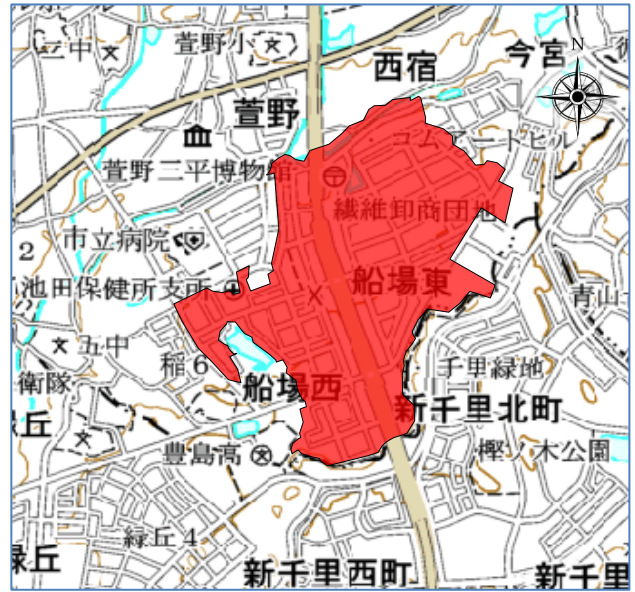 二中
萱野小
西宿
今宮
N
萱野
コムアートヒル
萱野三平博物館
繊維卸商団地
2
市立病院
船場東
池田保健所支所
青山
五中
稲6
千里緑地
衛隊
船場西
新千里北町
丘
豊島高
樫ノ木公園
緑丘4
丘
新千里西町
新千里